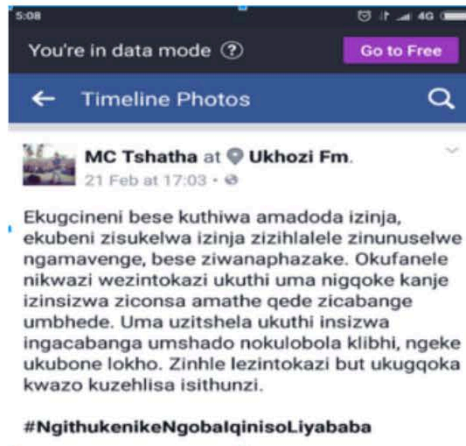 5:08
4G
You're in data mode ?
Go to Free
Timeline Photos
MC Tshatha at Ukhozi Fm.
21 Feb at 17:03 •
Ekugcineni bese kuthiwa amadoda izinja,
ekubeni zisukelwa izinja zizihlalele zinunuselwe
ngamavenge, bese ziwanaphazake. Okufanele
nikwazi wezintokazi ukuthi uma nigqoke kanje
izinsizwa ziconsa amathe qede zicabange
umbhede. Uma uzitshela ukuthi insizwa
ingacabanga umshado nokulobola klibhi, ngeke
ukubone lokho. Zinhle lezintokazi but ukugqoka
kwazo kuzehlisa isithunzi.
#NgithukenikeNgobaIqinisoLiyababa